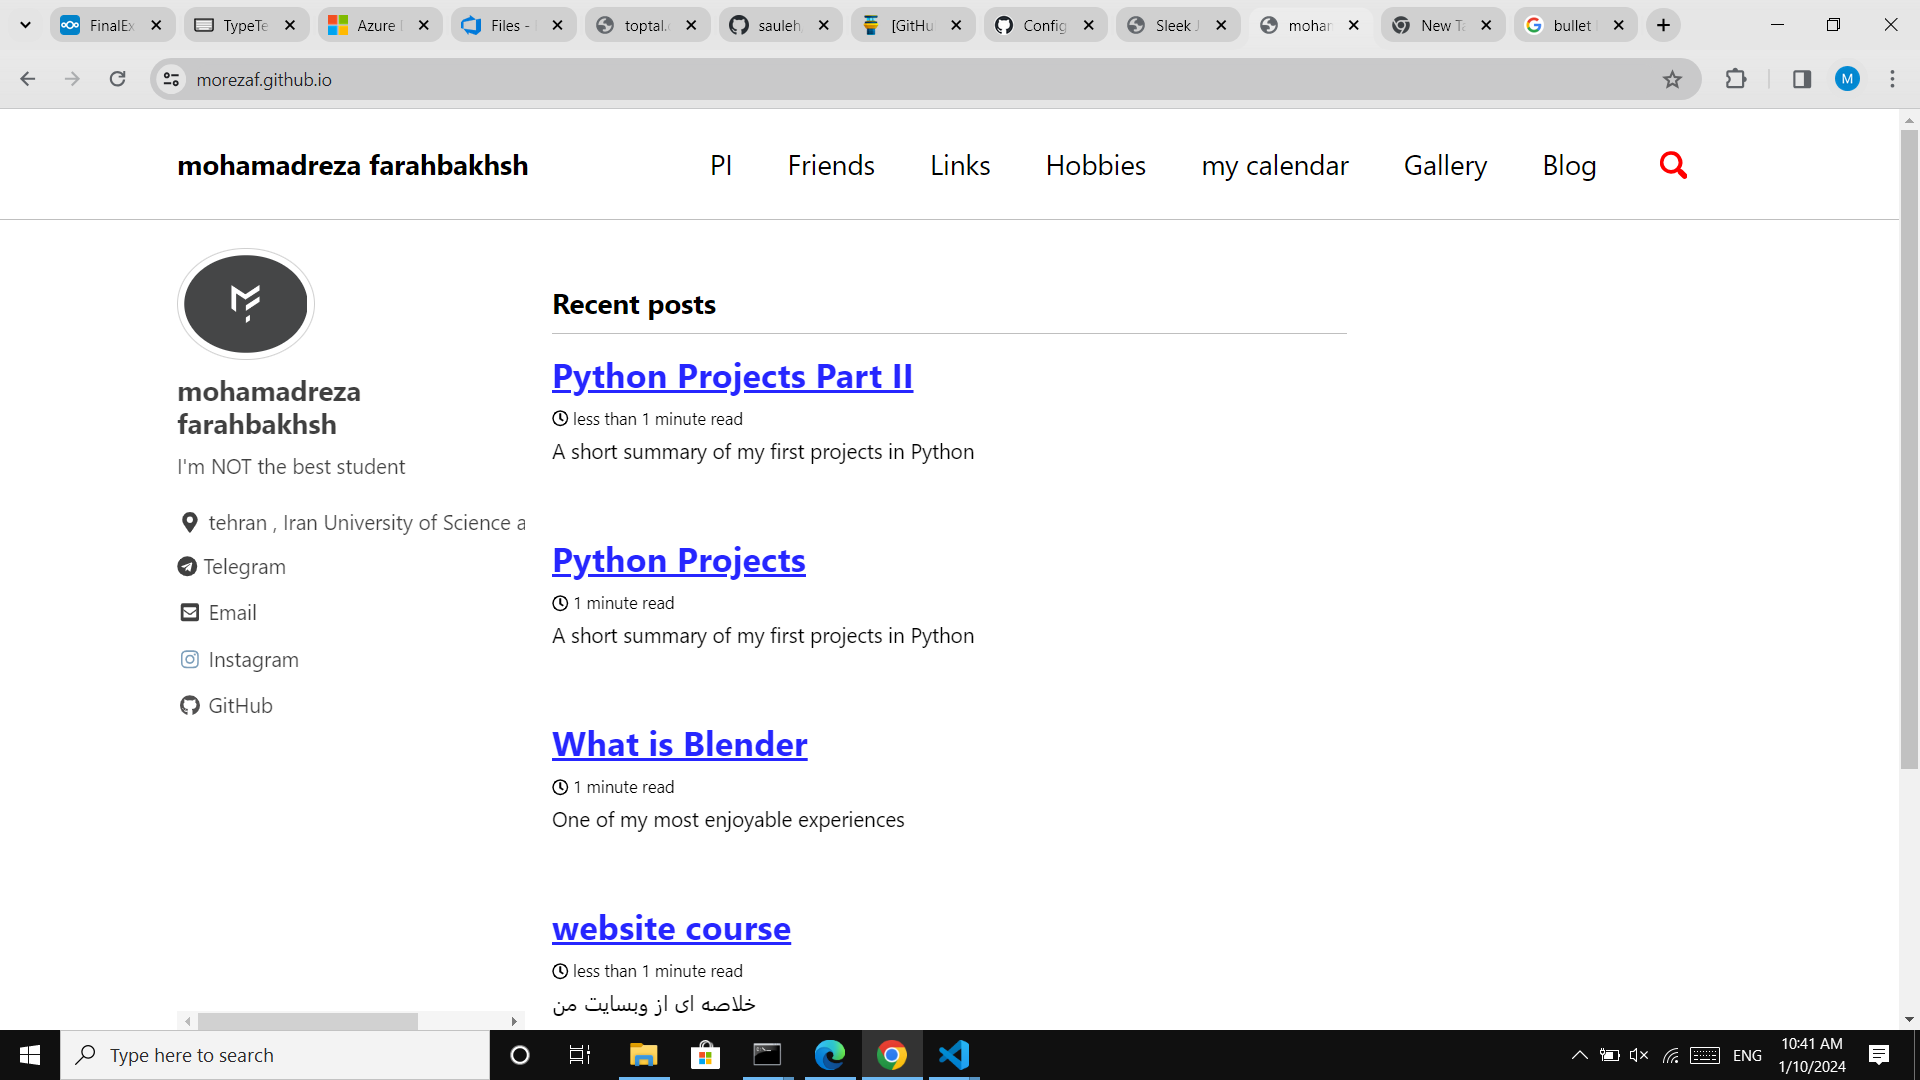 FinalEx
TypeTe
Azure
Files -
toptal.
sauleh
[GitHu
Config
Sleek J
moham
New Ta
bullet
morezaf.github.io
M
mohamadreza farahbakhsh
PI
Friends
Links
Hobbies
my calendar
Gallery
Blog
mohamadreza
farahbakhsh
I'm NOT the best student
tehran , Iran University of Science a
Telegram
Email
Instagram
GitHub
Recent posts
Python Projects Part II
less than 1 minute read
A short summary of my first projects in Python
Python Projects
1 minute read
A short summary of my first projects in Python
What is Blender
1 minute read
One of my most enjoyable experiences
website course
less than 1 minute read
خلاصه ای از وبسایت من
Type here to search
ENG
10:41 AM
1/10/2024